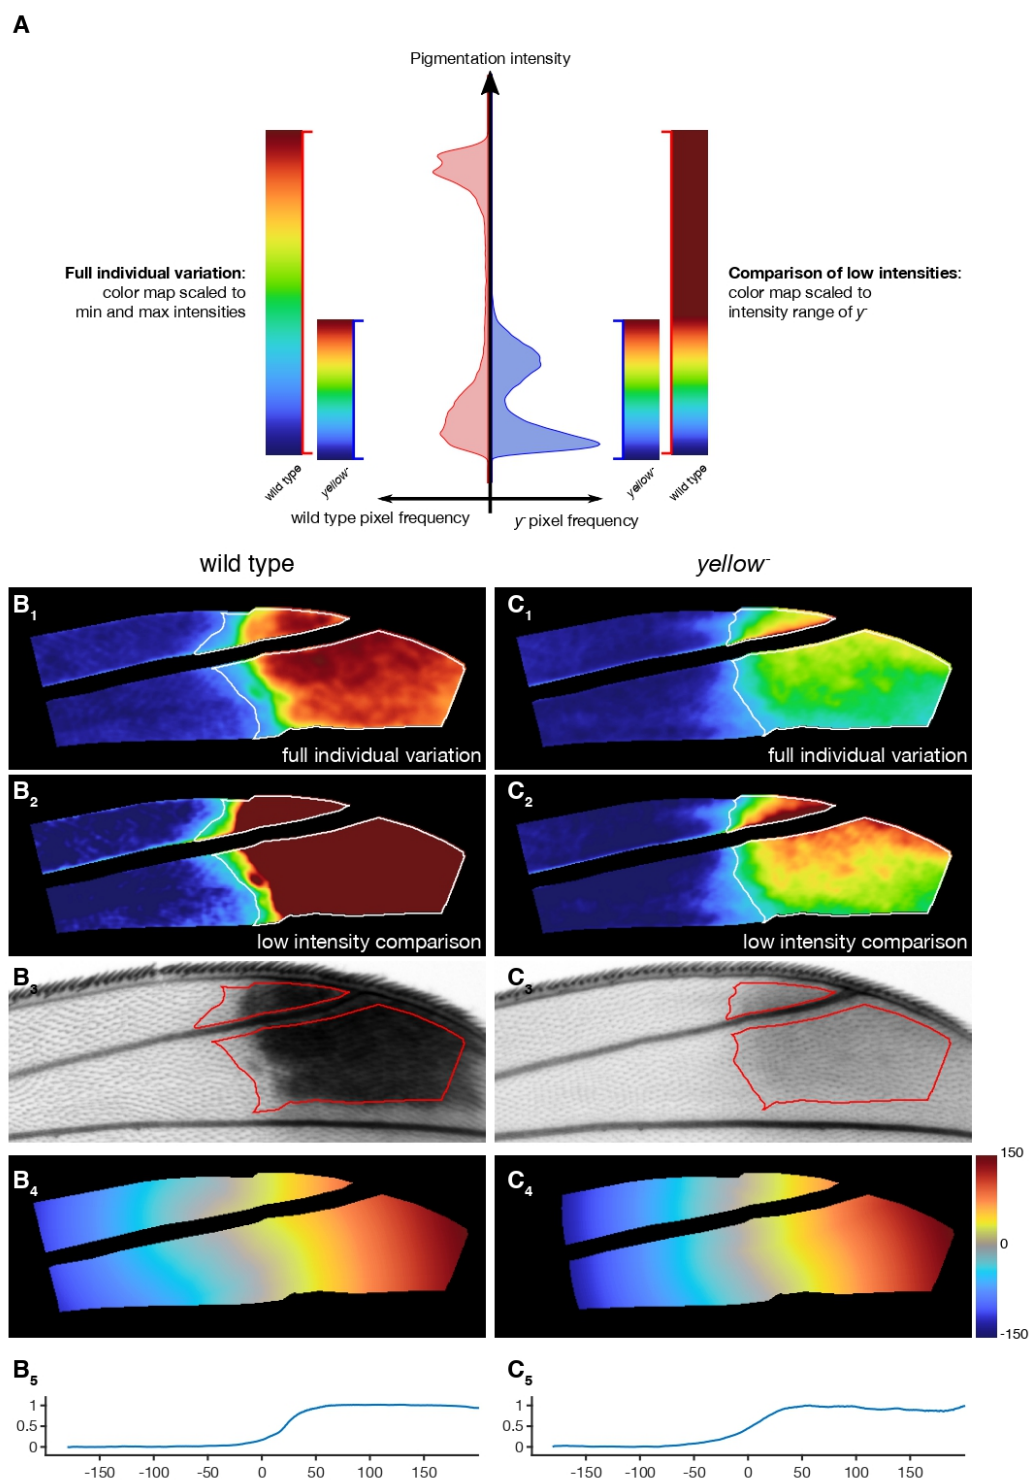 A
Pigmentation intensity
Full individual variation:
color map scaled to
min and max intensities
Comparison of low intensities:
color map scaled to
intensity range of y-
wild type
yellow-
yellow-
wild type
wild type pixel frequency
y- pixel frequency
wild type
yellow-
B1
full individual variation
C1
full individual variation
B2
low intensity comparison
C2
low intensity comparison
B3
C3
B4
C4
150
0
-150
B5
1
0.5
0
-150 -100 -50 0 50 100 150
C5
1
0.5
0
-150 -100 -50 0 50 100 150